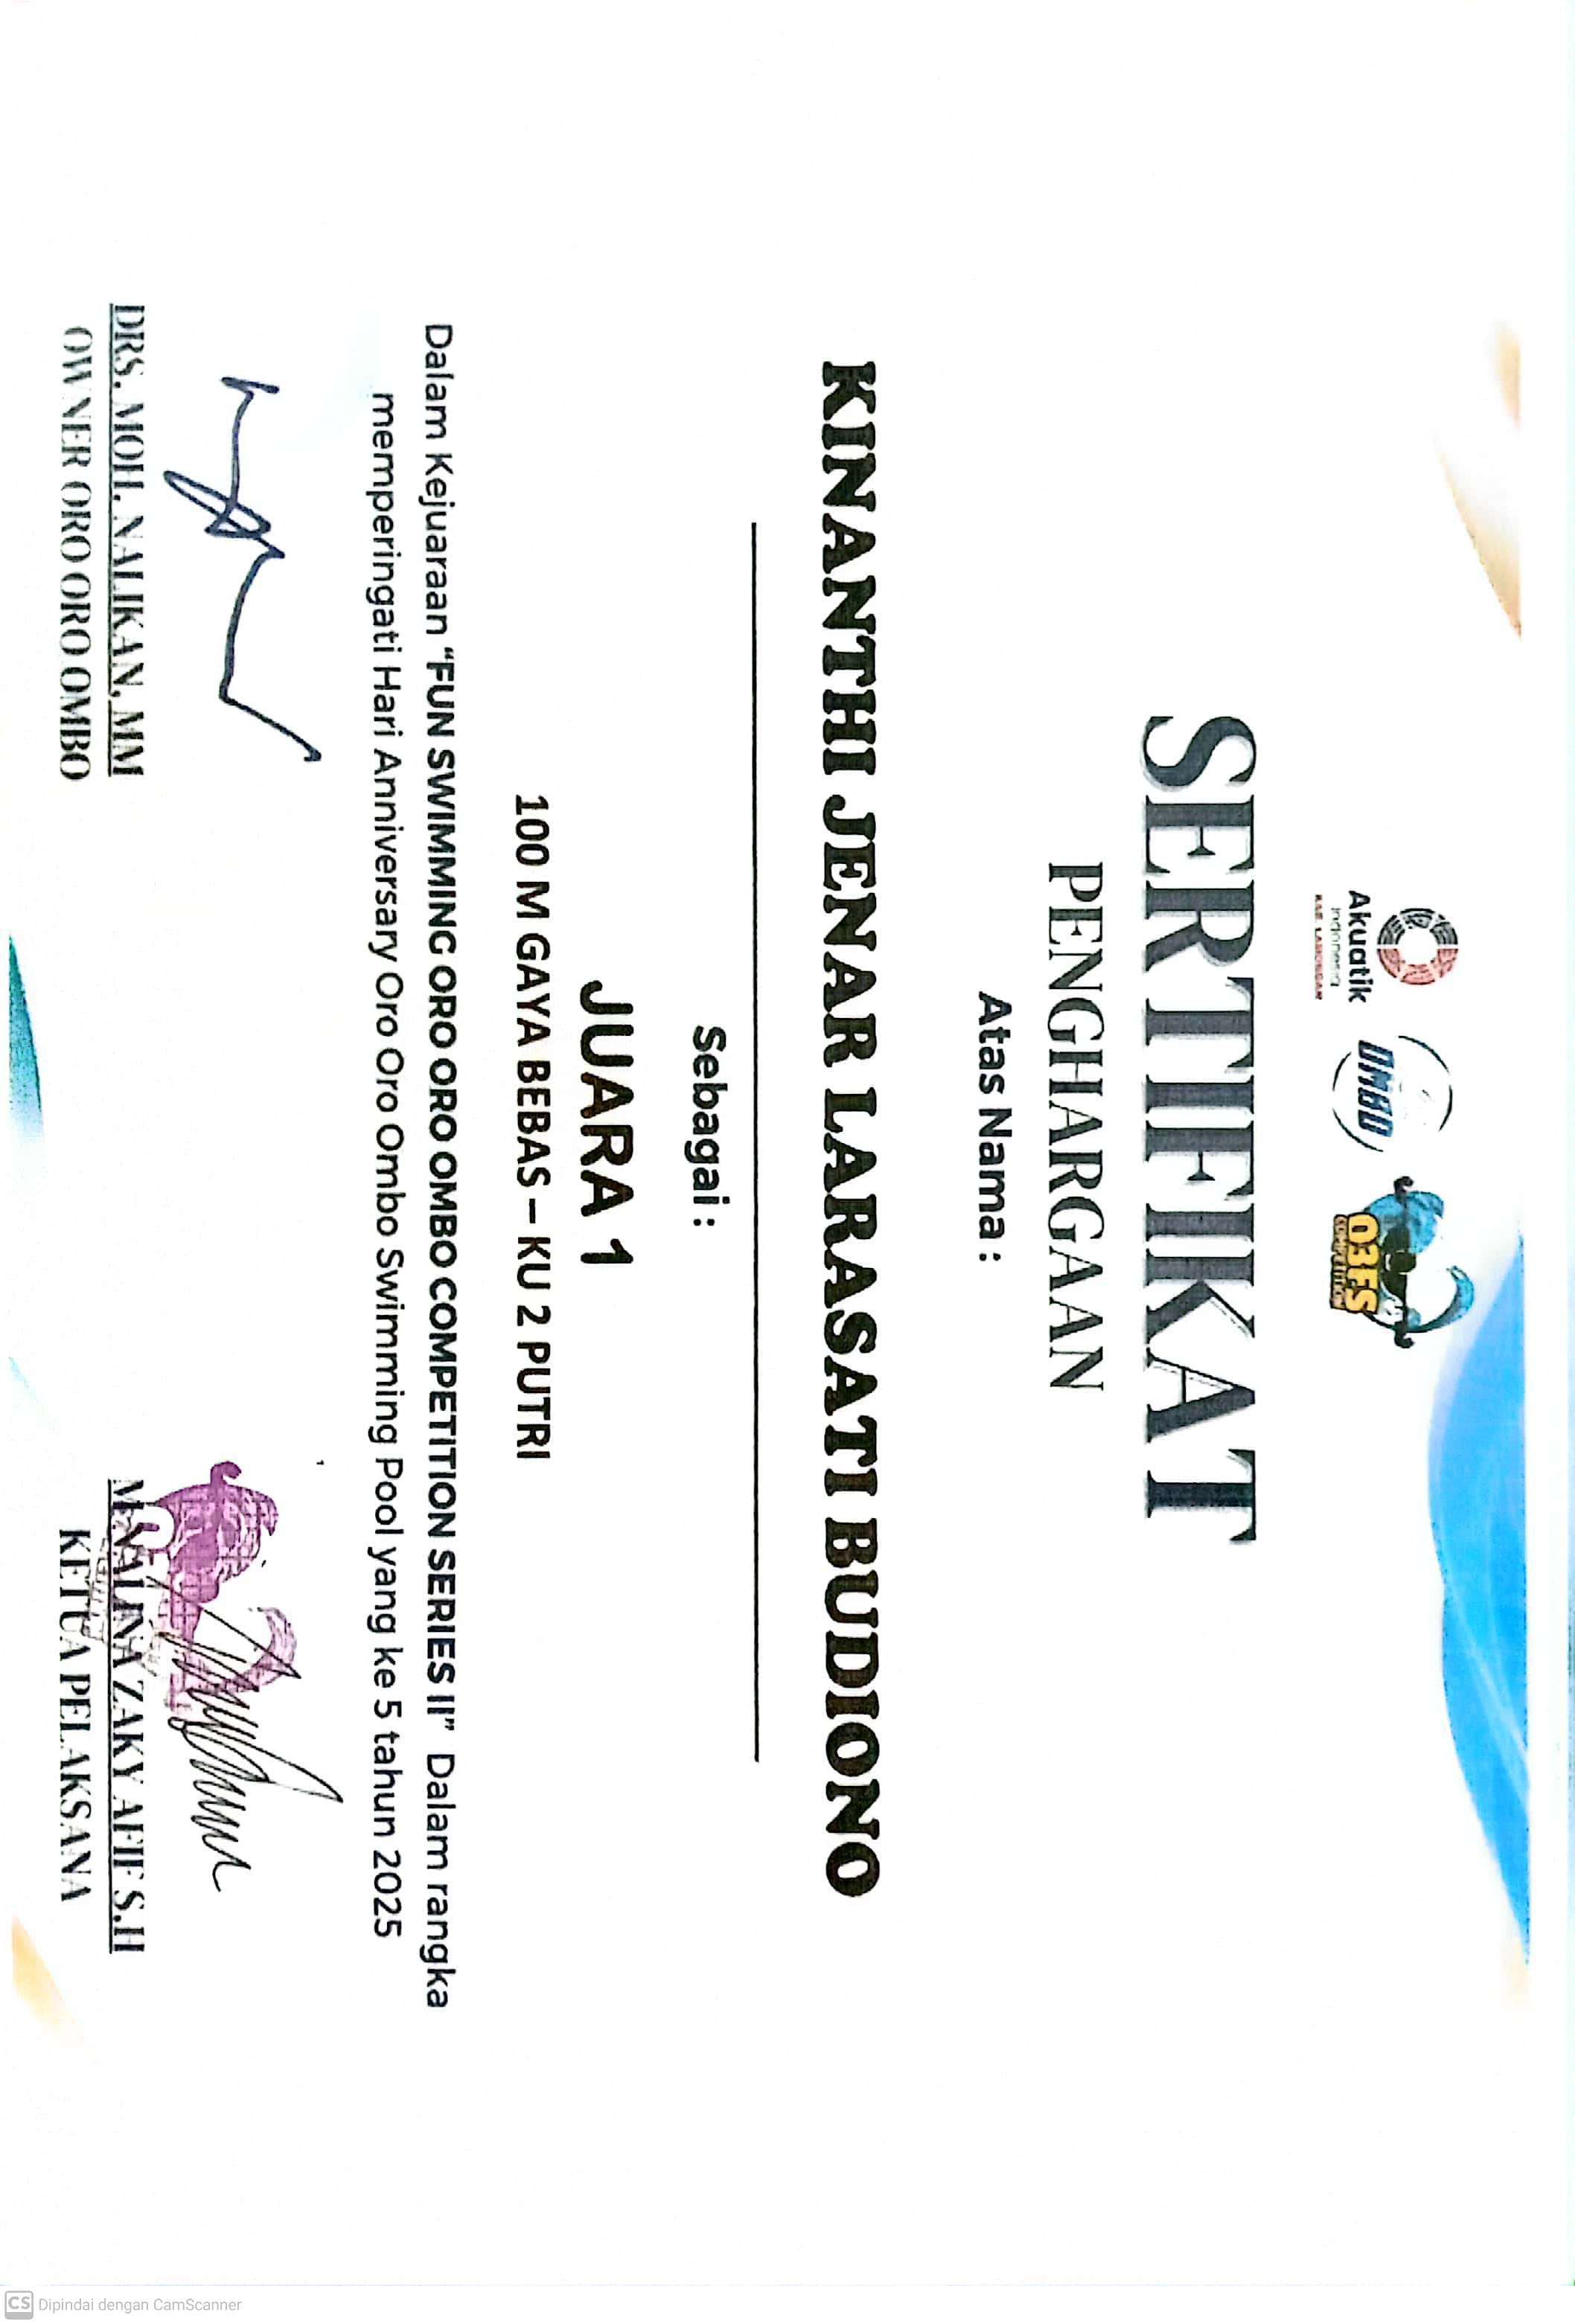 Akuatik
Indonesia
KAB. LAMONGAN
OMBO
O3FS
COMPETITION
SERTIFIKAT
PENGHARGAAN
Atas Nama :
KINANTHI JENAR LARASATI BUDIONO
Sebagai :
JUARA 1
100 M GAYA BEBAS – KU 2 PUTRI
Dalam Kejuaraan “FUN SWIMMING ORO ORO OMBO COMPETITION SERIES II” Dalam rangka
memperingati Hari Anniversary Oro Oro Ombo Swimming Pool yang ke 5 tahun 2025
DRS. MOH. NALIKAN, MM
OWNER ORO ORO OMBO
ZAKY AFIF S.H
KETUA PELAKSANA
CS Dipindai dengan CamScanner